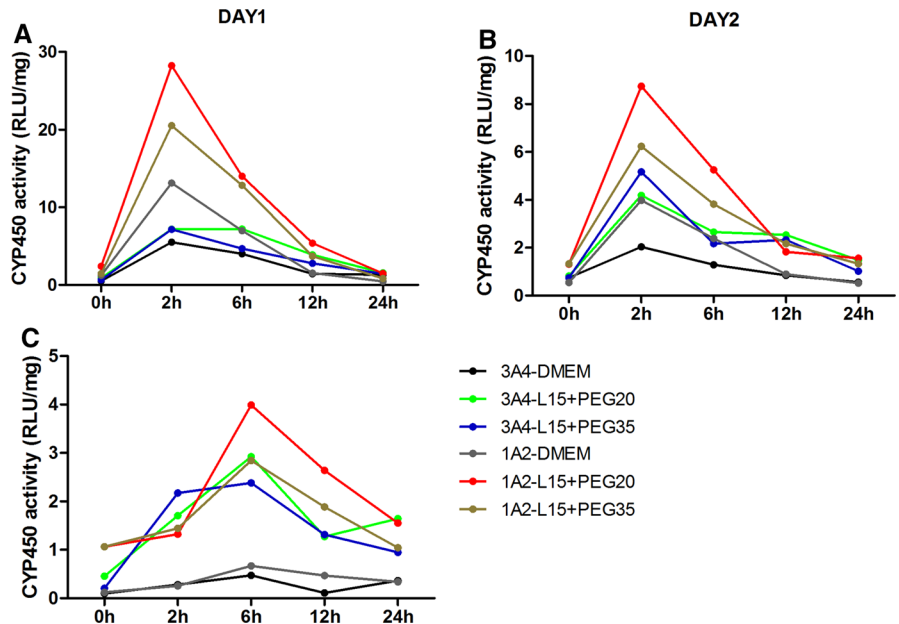 DAY1
A
CYP450 activity (RLU/mg)
30
20
10
0
0h 2h 6h 12h 24h
DAY2
B
CYP450 activity (RLU/mg)
10
8
6
4
2
0
0h 2h 6h 12h 24h
C
CYP450 activity (RLU/mg)
5
4
3
2
1
0
0h 2h 6h 12h 24h
3A4-DMEM
3A4-L15+PEG20
3A4-L15+PEG35
1A2-DMEM
1A2-L15+PEG20
1A2-L15+PEG35